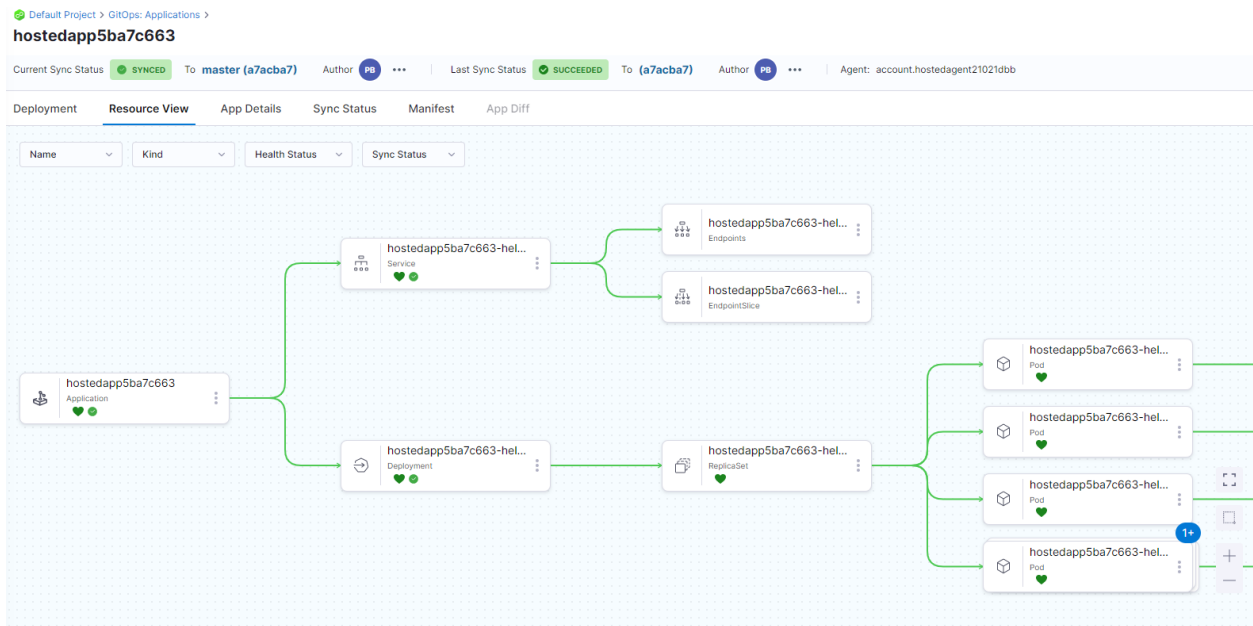 Default Project > GitOps: Applications >
hostedapp5ba7c663
Current Sync Status SYNCED To master (a7acba7) Author PB ••• Last Sync Status SUCCEEDED To (a7acba7) Author PB ••• Agent: account.hostedagent21021dbb
Deployment Resource View App Details Sync Status Manifest App Diff
Name Kind Health Status Sync Status
hostedapp5ba7c663-hel...
Endpoints
hostedapp5ba7c663-hel...
Service
hostedapp5ba7c663-hel...
EndpointSlice
hostedapp5ba7c663-hel...
Pod
hostedapp5ba7c663
Application
hostedapp5ba7c663-hel...
Pod
hostedapp5ba7c663-hel...
Deployment
hostedapp5ba7c663-hel...
ReplicaSet
hostedapp5ba7c663-hel...
Pod
1+
hostedapp5ba7c663-hel...
Pod